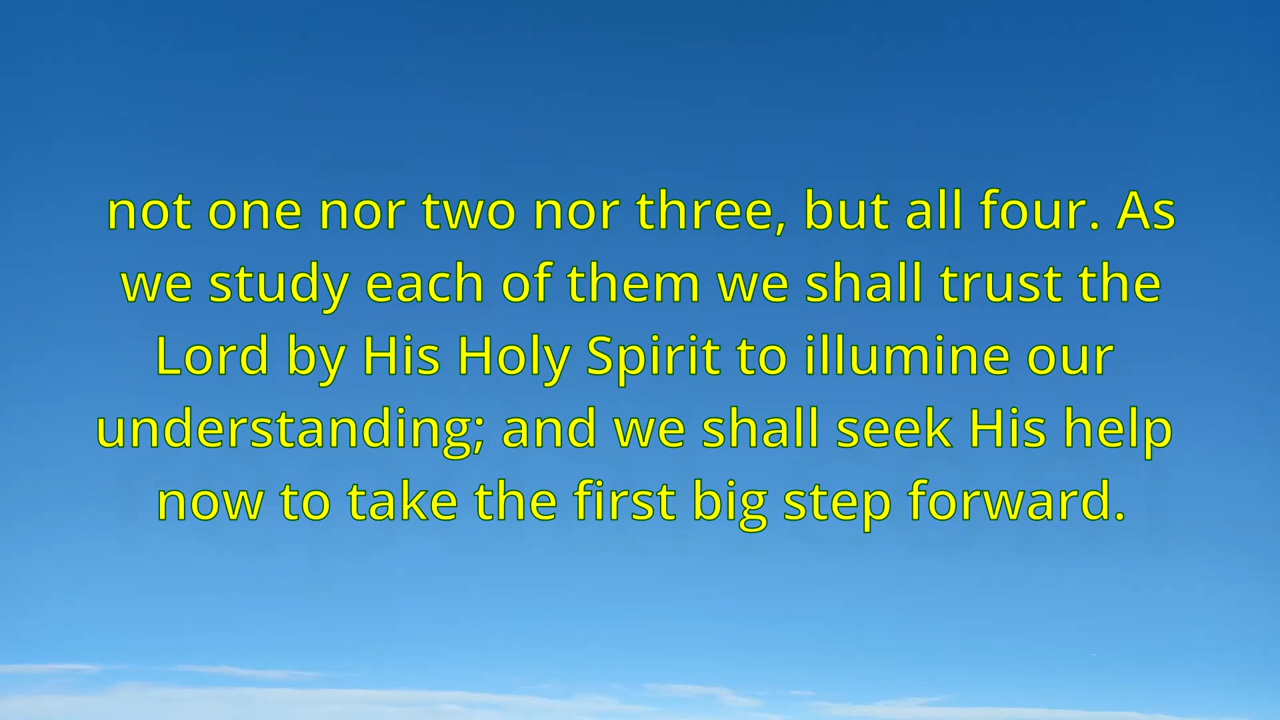 not one nor two nor three, but all four. As
we study each of them we shall trust the
Lord by His Holy Spirit to illumine our
understanding; and we shall seek His help
now to take the first big step forward.